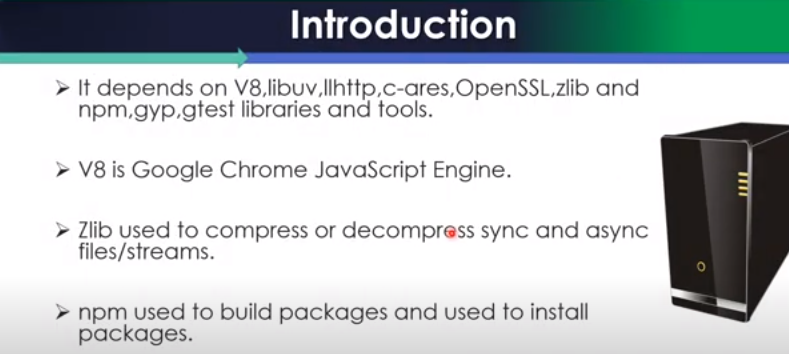 Introduction
➢ It depends on V8,libuv,llhttp,c-ares,OpenSSL,zlib and
npm,gyp,gtest libraries and tools.
➢ V8 is Google Chrome JavaScript Engine.
➢ Zlib used to compress or decompress sync and async
files/streams.
➢ npm used to build packages and used to install
packages.